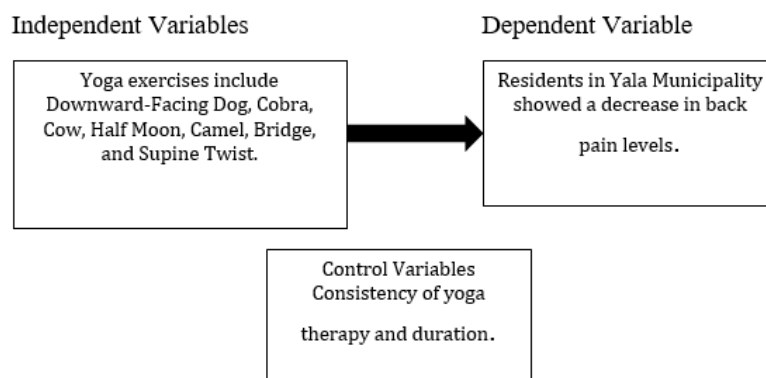 Independent Variables
Dependent Variable
Yoga exercises include
Downward-Facing Dog, Cobra,
Cow, Half Moon, Camel, Bridge,
and Supine Twist.
Residents in Yala Municipality
showed a decrease in back
pain levels.
Control Variables
Consistency of yoga
therapy and duration.